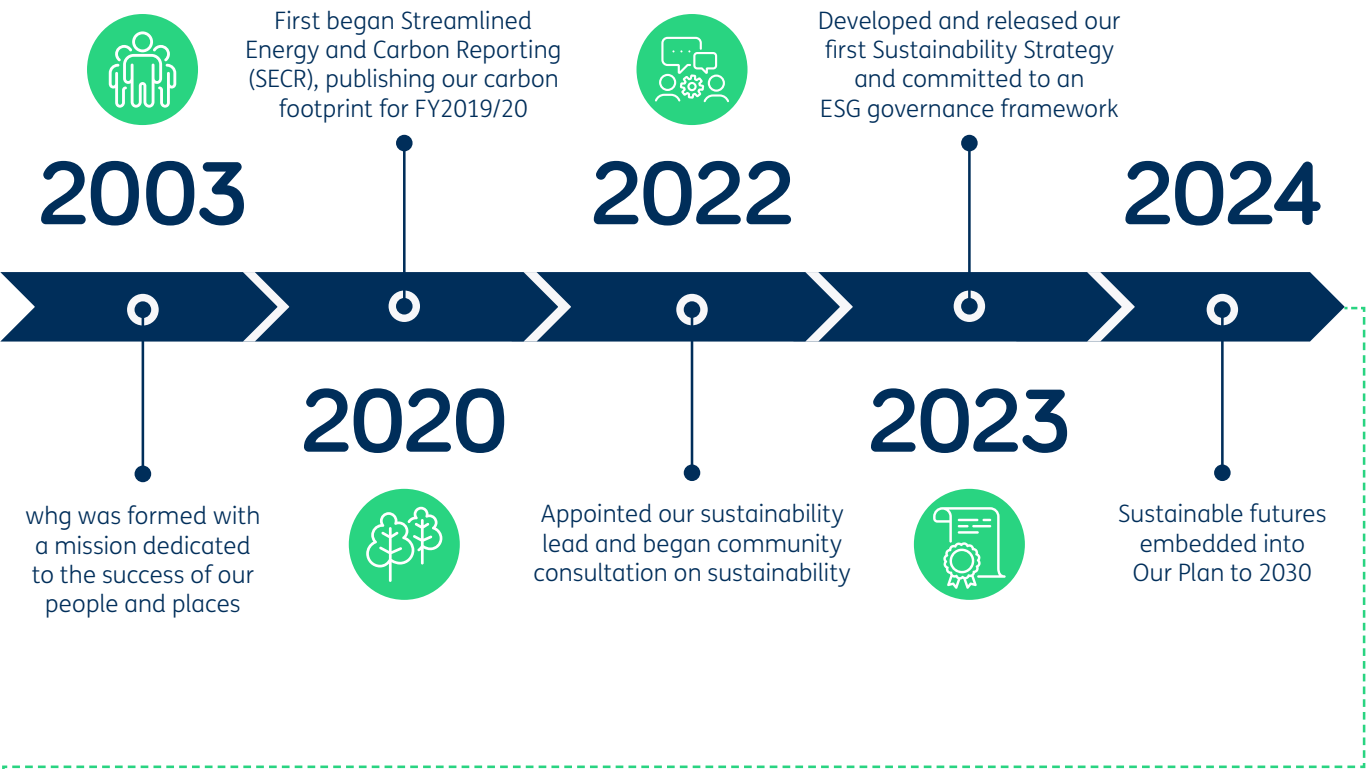 2003
whg was formed with
a mission dedicated
to the success of our
people and places
First began Streamlined
Energy and Carbon Reporting
(SECR), publishing our carbon
footprint for FY2019/20
2020
2022
Appointed our sustainability
lead and began community
consultation on sustainability
Developed and released our
first Sustainability Strategy
and committed to an
ESG governance framework
2023
2024
Sustainable futures
embedded into
Our Plan to 2030